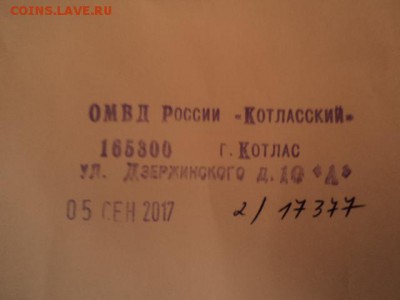 COINS.LAVE.RU
ОМВД РОССИИ «КОТЛАССКИЙ»
165300 Г. КОТЛАС
УЛ. ДЗЕРЖИНСКОГО Д. 10 «А»
05 СЕН 2017 2/17377